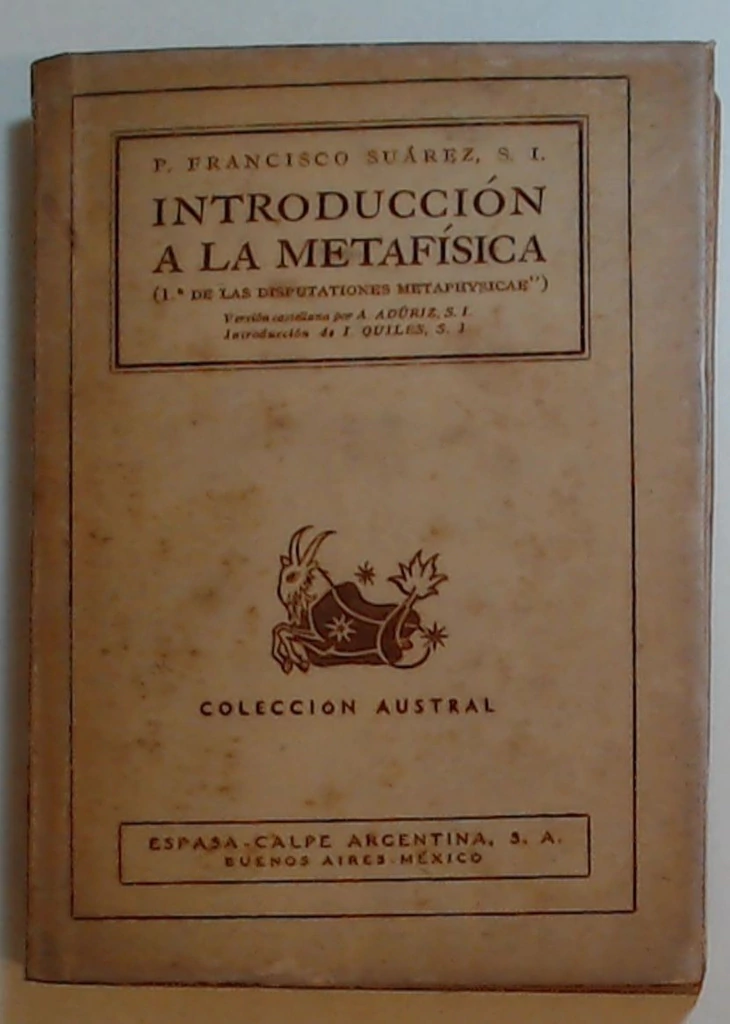 P. FRANCISCO SUÁREZ, S. I.
INTRODUCCIÓN
A LA METAFÍSICA
(1.ª DE LAS DISPUTATIONES METAPHYSICAE")
Versión castellana por A. ADÚRIZ, S. I.
Introducción de I. QUILES, S. I.
COLECCIÓN AUSTRAL
ESPASA-CALPE ARGENTINA, S. A.
BUENOS AIRES-MÉXICO